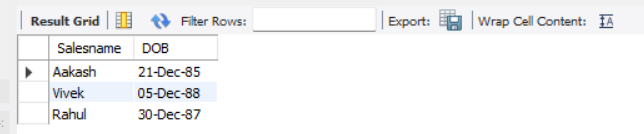 Result Grid Filter Rows: Export: Wrap Cell Content:
Salesname DOB
Aakash 21-Dec-85
Vivek 05-Dec-88
Rahul 30-Dec-87